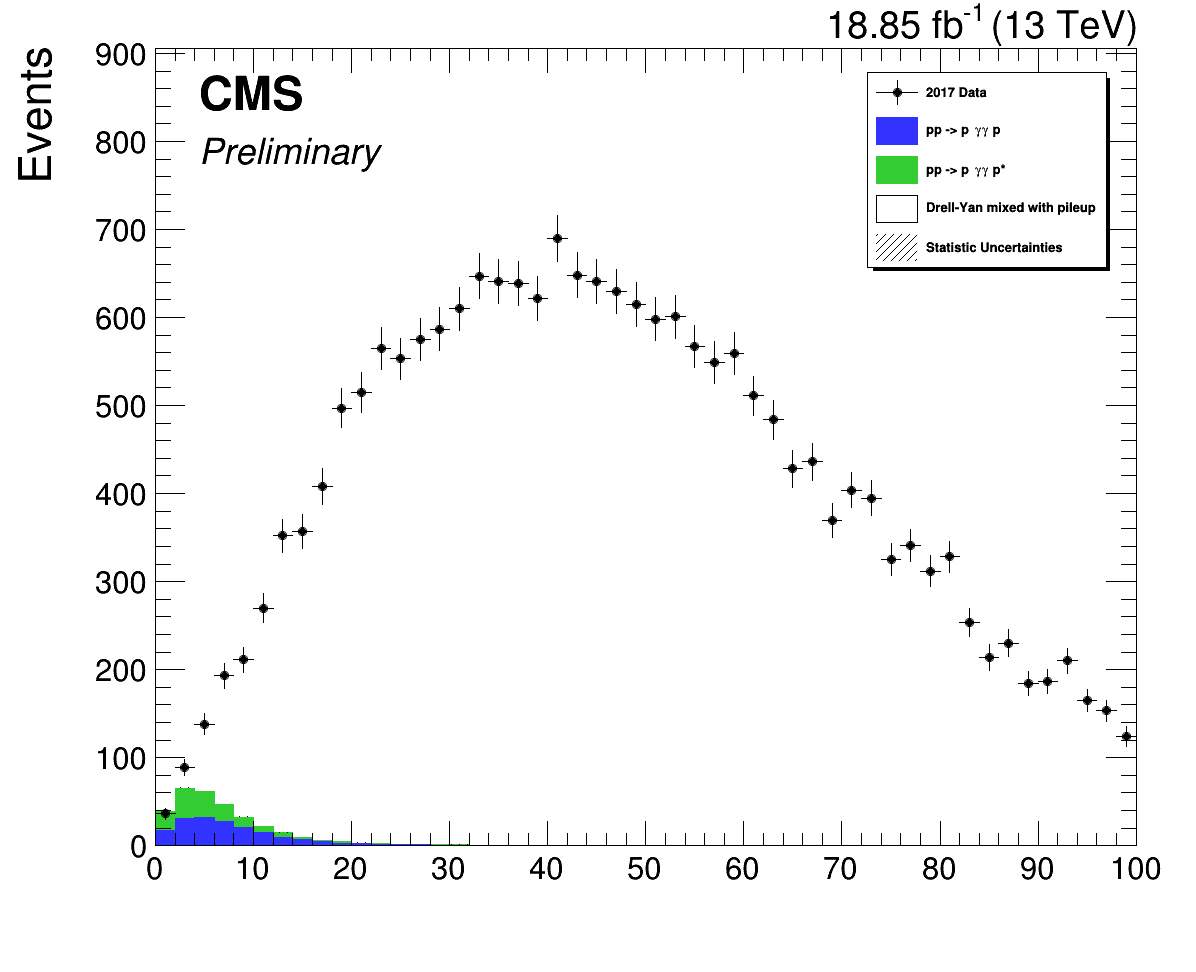 18.85 fb⁻¹ (13 TeV)
Events
CMS
Preliminary
2017 Data
pp -> p γγ p
pp -> p γγ p*
Drell-Yan mixed with pileup
Statistic Uncertainties
900
800
700
600
500
400
300
200
100
0
0 10 20 30 40 50 60 70 80 90 100